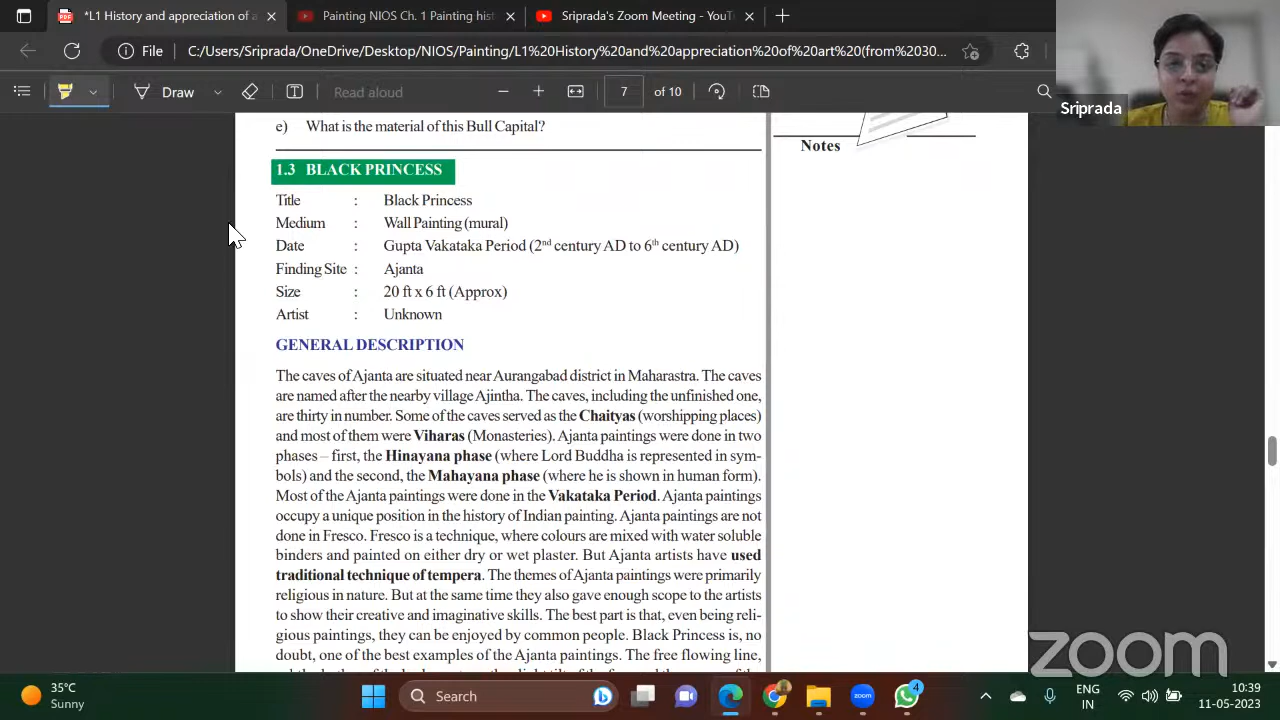 *L1 History and appreciation of a
Painting NIOS Ch. 1 Painting hist
Sriprada's Zoom Meeting - YouT
File
C:/Users/Sriprada/OneDrive/Desktop/NIOS/Painting/L1%20History%20and%20appreciation%20of%20art%20(from%2030...
Draw
Read aloud
7 of 10
Sriprada
e) What is the material of this Bull Capital?
Notes
1.3 BLACK PRINCESS
Title : Black Princess
Medium : Wall Painting (mural)
Date : Gupta Vakataka Period (2nd century AD to 6th century AD)
Finding Site : Ajanta
Size : 20 ft x 6 ft (Approx)
Artist : Unknown
GENERAL DESCRIPTION
The caves of Ajanta are situated near Aurangabad district in Maharastra. The caves
are named after the nearby village Ajintha. The caves, including the unfinished one,
are thirty in number. Some of the caves served as the Chaityas (worshipping places)
and most of them were Viharas (Monasteries). Ajanta paintings were done in two
phases – first, the Hinayana phase (where Lord Buddha is represented in sym-
bols) and the second, the Mahayana phase (where he is shown in human form).
Most of the Ajanta paintings were done in the Vakataka Period. Ajanta paintings
occupy a unique position in the history of Indian painting. Ajanta paintings are not
done in Fresco. Fresco is a technique, where colours are mixed with water soluble
binders and painted on either dry or wet plaster. But Ajanta artists have used
traditional technique of tempera. The themes of Ajanta paintings were primarily
religious in nature. But at the same time they also gave enough scope to the artists
to show their creative and imaginative skills. The best part is that, even being reli-
gious paintings, they can be enjoyed by common people. Black Princess is, no
doubt, one of the best examples of the Ajanta paintings. The free flowing line,
zoom
35°C
Sunny
Search
zoom
4
ENG
IN
10:39
11-05-2023